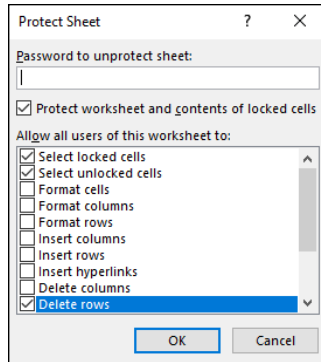 Protect Sheet
Password to unprotect sheet:
Protect worksheet and contents of locked cells
Allow all users of this worksheet to:
Select locked cells
Select unlocked cells
Format cells
Format columns
Format rows
Insert columns
Insert rows
Insert hyperlinks
Delete columns
Delete rows
OK Cancel